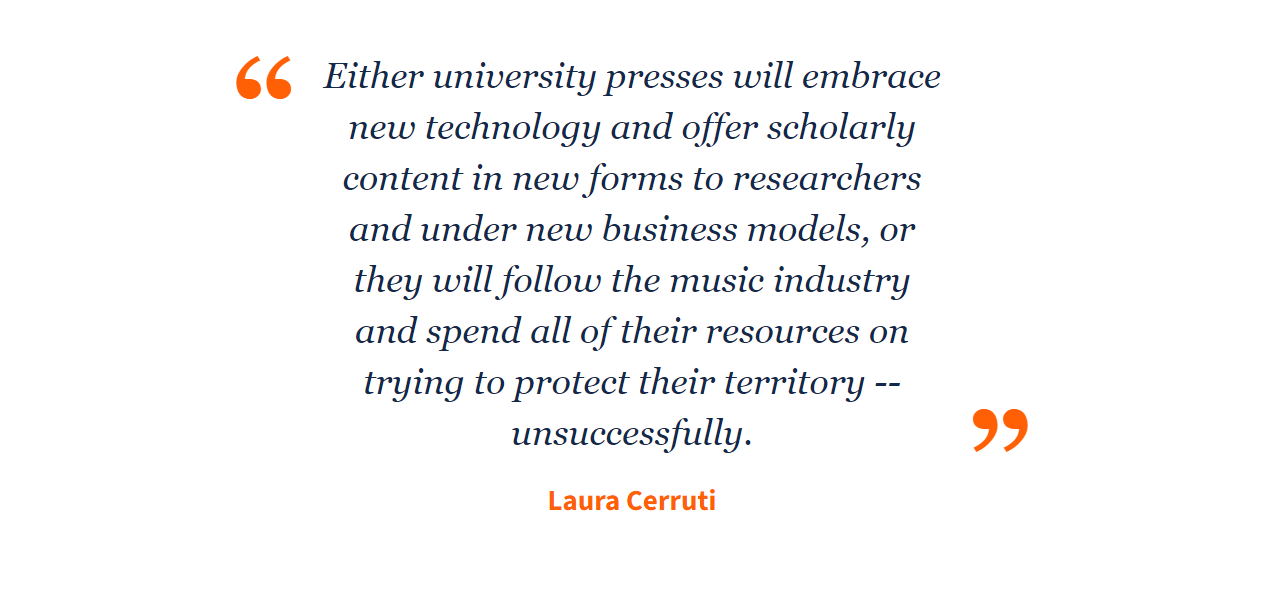 “ Either university presses will embrace
new technology and offer scholarly
content in new forms to researchers
and under new business models, or
they will follow the music industry
and spend all of their resources on
trying to protect their territory --
unsuccessfully. ”
Laura Cerruti